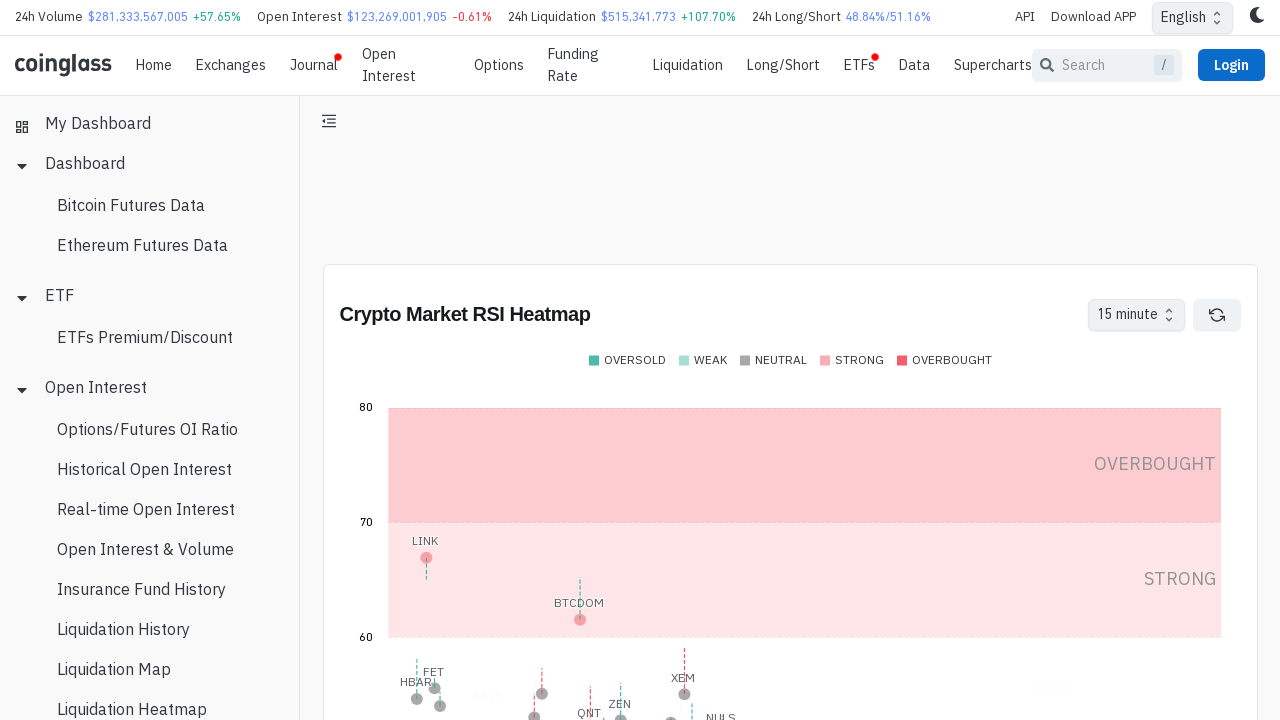 24h Volume $281,333,567,005 +57.65% Open Interest $123,269,001,905 -0.61% 24h Liquidation $515,341,773 +107.70% 24h Long/Short 48.84%/51.16% API Download APP English
coinglass Home Exchanges Journal Open Interest Options Funding Rate Liquidation Long/Short ETFs Data Supercharts Search / Login
My Dashboard
Dashboard
Bitcoin Futures Data
Ethereum Futures Data
ETF
ETFs Premium/Discount
Open Interest
Options/Futures OI Ratio
Historical Open Interest
Real-time Open Interest
Open Interest & Volume
Insurance Fund History
Liquidation History
Liquidation Map
Liquidation Heatmap
Crypto Market RSI Heatmap 15 minute
OVERSOLD WEAK NEUTRAL STRONG OVERBOUGHT
80
OVERBOUGHT
70
LINK
STRONG
BTCDOM
60
FET
HBAR
XEM
ZEN
QNT
NULS